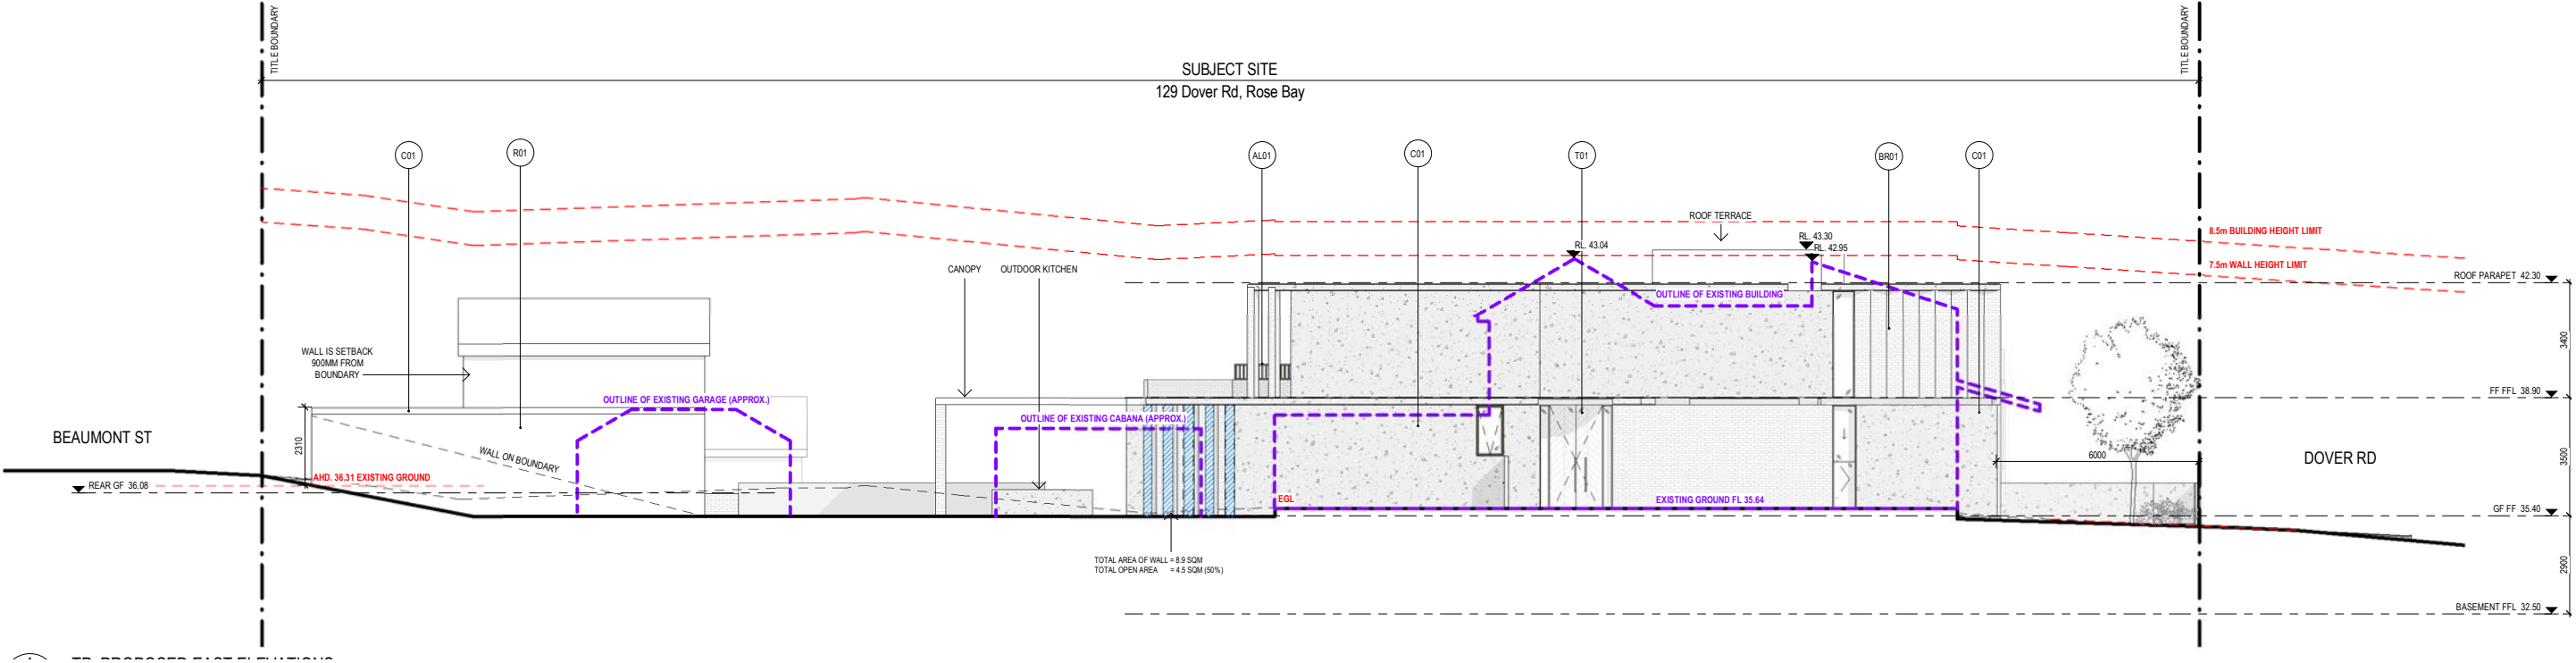 TITLE BOUNDARY
TITLE BOUNDARY
SUBJECT SITE
129 Dover Rd, Rose Bay
C01
R01
AL01
C01
T01
BR01
C01
ROOF TERRACE
8.5m BUILDING HEIGHT LIMIT
RL. 43.04
RL. 43.30
RL. 42.95
7.5m WALL HEIGHT LIMIT
CANOPY
OUTDOOR KITCHEN
ROOF PARAPET 42.30
OUTLINE OF EXISTING BUILDING
WALL IS SETBACK
900MM FROM
BOUNDARY
3400
OUTLINE OF EXISTING GARAGE (APPROX.)
FF FFL 38.90
OUTLINE OF EXISTING CABANA (APPROX.)
BEAUMONT ST
2310
WALL ON BOUNDARY
6000
3500
DOVER RD
AHD. 36.31 EXISTING GROUND
REAR GF 36.08
EGL
EXISTING GROUND FL 35.64
GF FF 35.40
TOTAL AREA OF WALL = 8.9 SQM
TOTAL OPEN AREA = 4.5 SQM (50%)
2900
BASEMENT FFL 32.50
TP_PROPOSED EAST ELEVATIONS